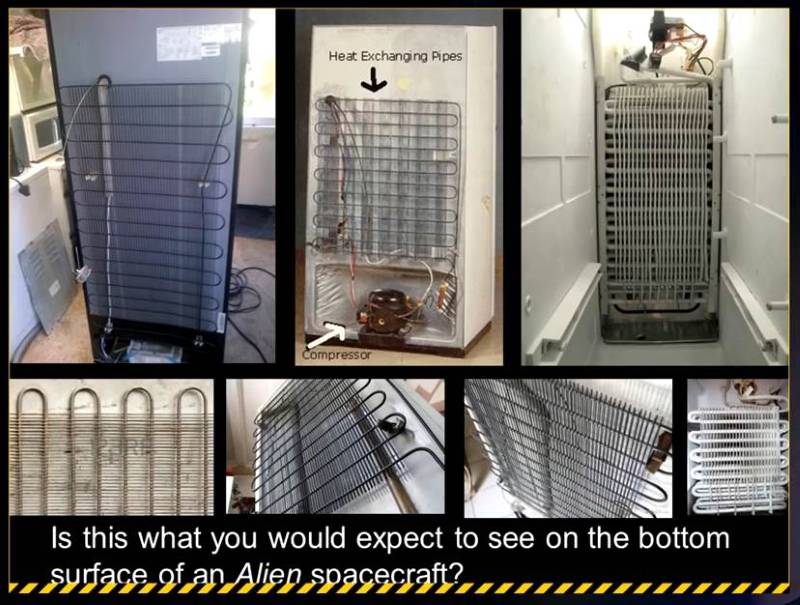 Heat Exchanging Pipes
Compressor
Is this what you would expect to see on the bottom
surface of an Alien spacecraft?